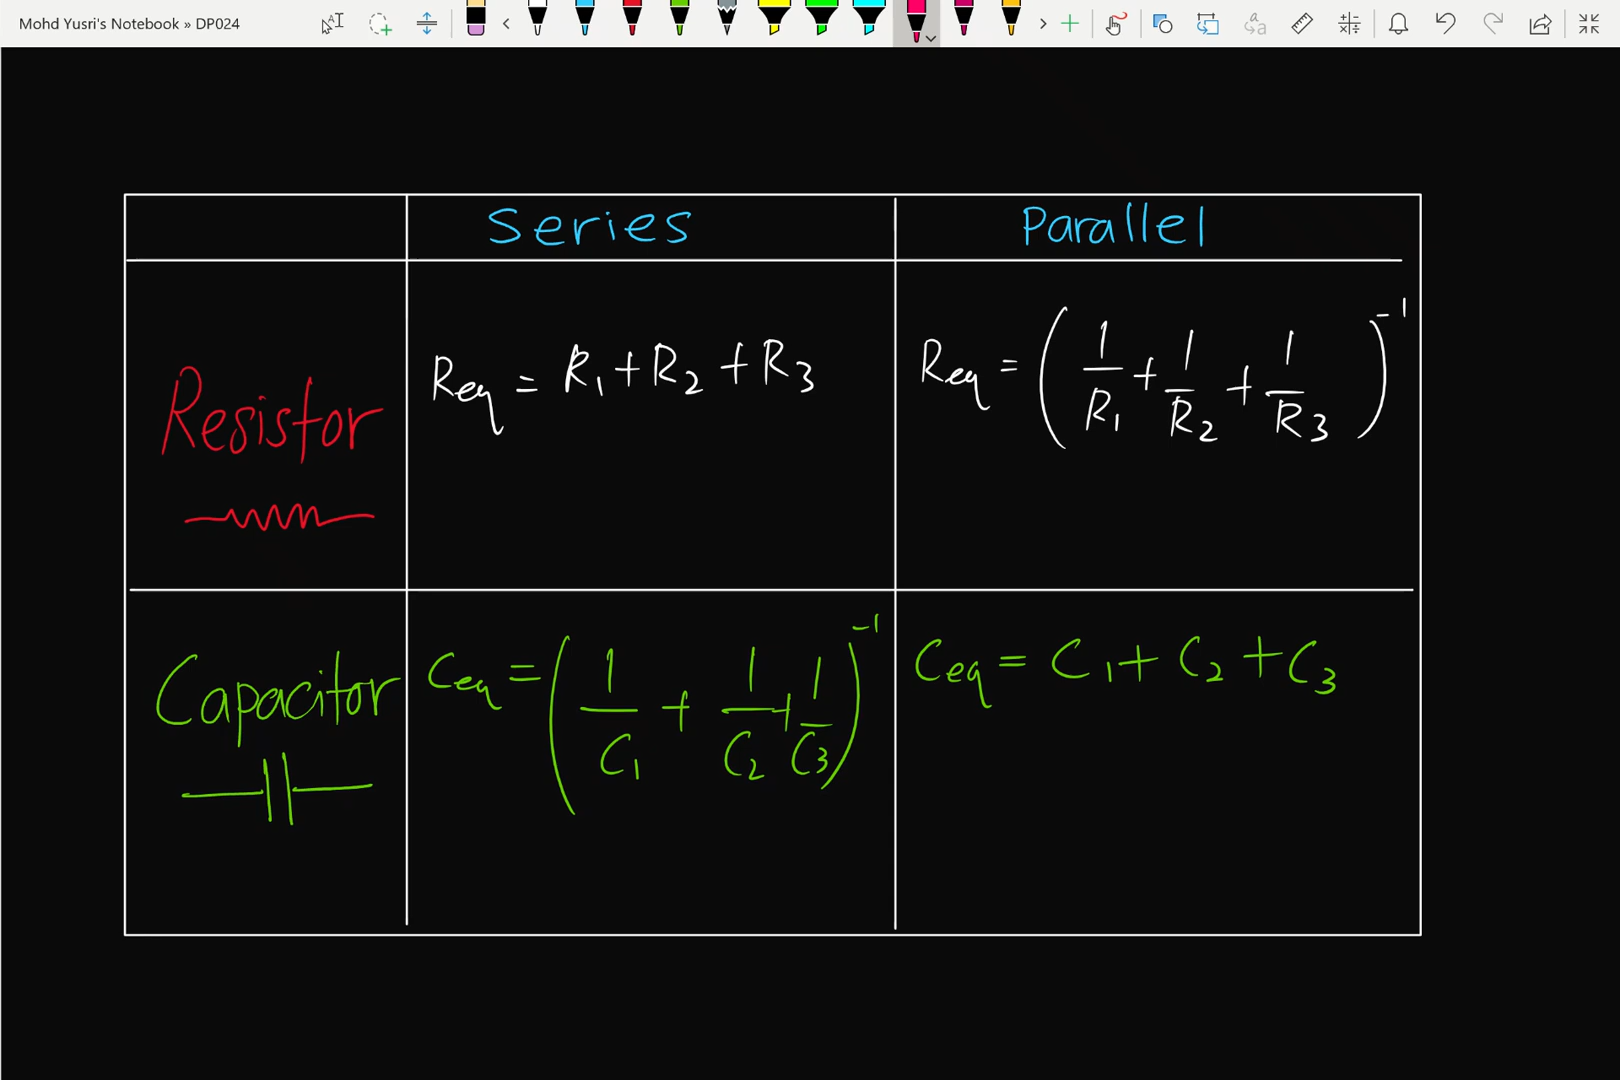 Mohd Yusri's Notebook » DP024
Series Parallel
Resistor
Req = R₁ + R₂ + R₃
Req = (1/R₁ + 1/R₂ + 1/R₃)⁻¹
Capacitor
Ceq = (1/C₁ + 1/C₂ + 1/C₃)⁻¹
Ceq = C₁ + C₂ + C₃